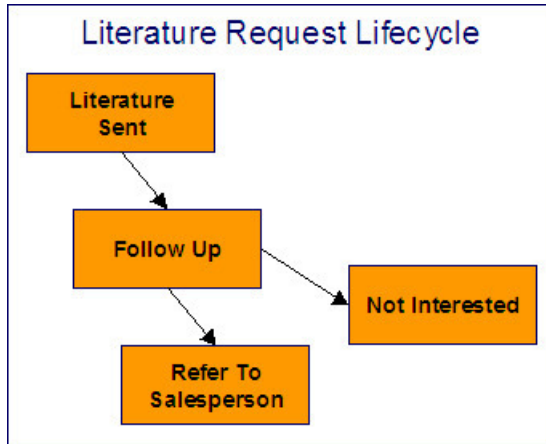 Literature Request Lifecycle
Literature
Sent
Follow Up
Not Interested
Refer To
Salesperson